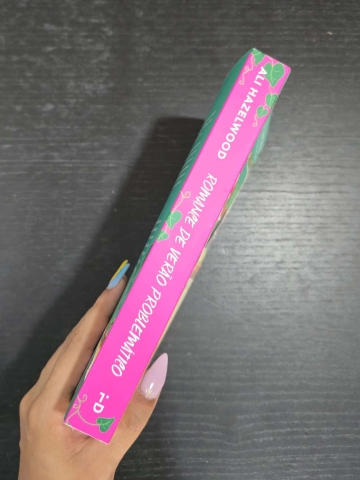 ALI HAZELWOOD
ROMANCE DE VERÃO PROBLEMÁTICO
i-D